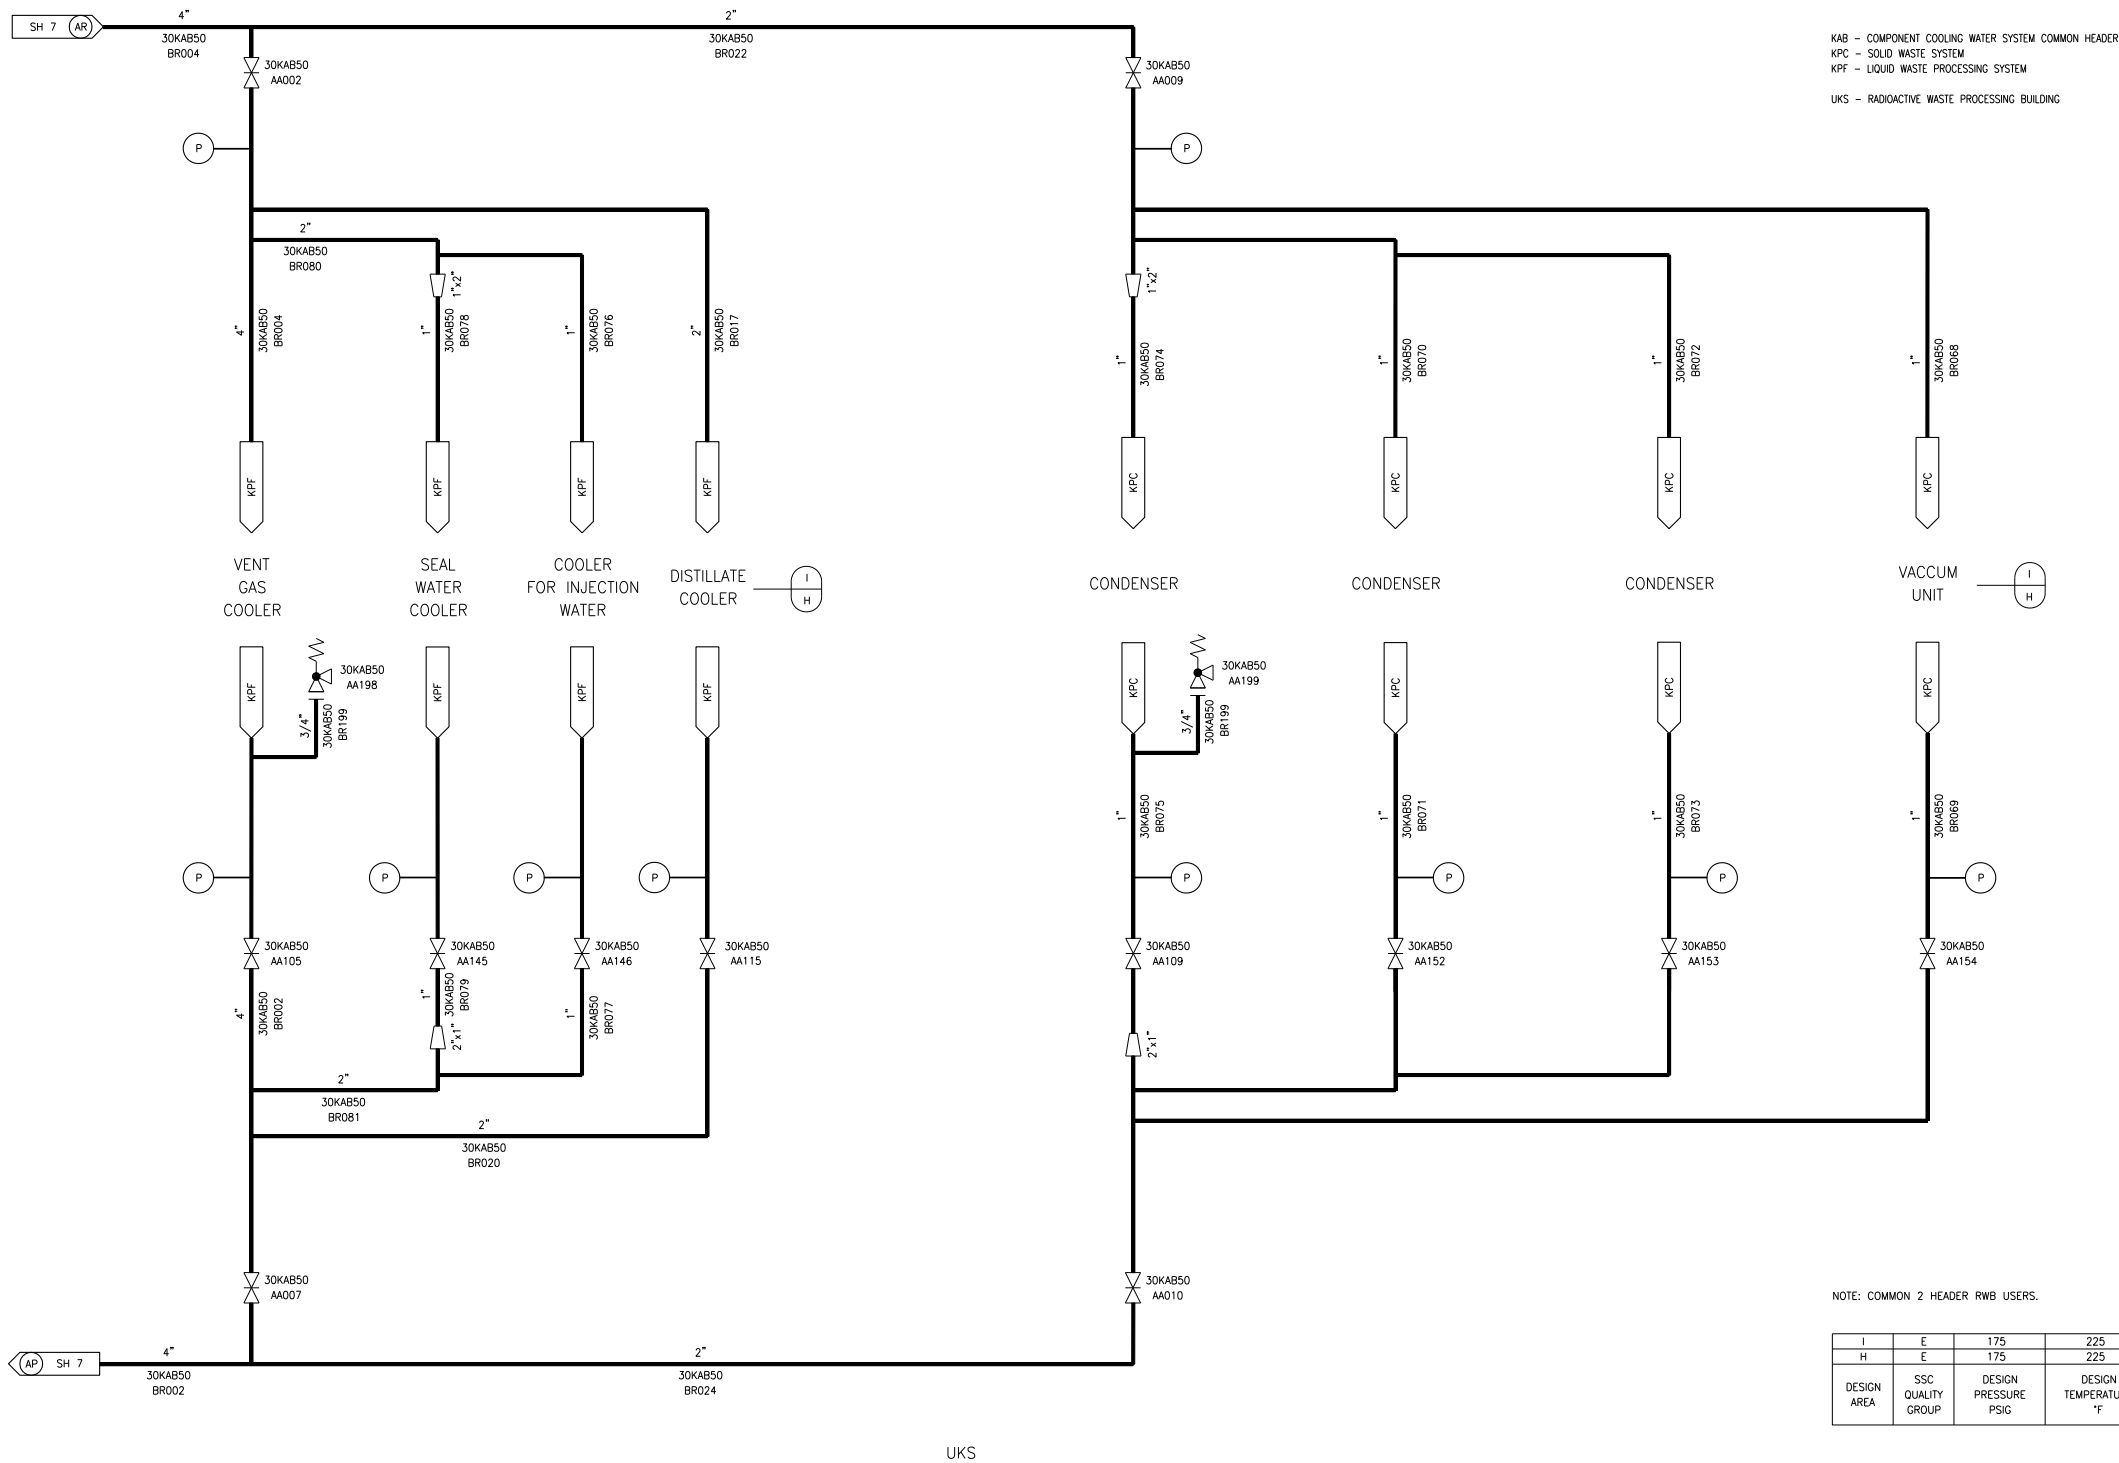 SH 7 AR
4"
30KAB50
BR004
2"
30KAB50
BR022
KAB – COMPONENT COOLING WATER SYSTEM COMMON HEADER
KPC – SOLID WASTE SYSTEM
KPF – LIQUID WASTE PROCESSING SYSTEM
UKS – RADIOACTIVE WASTE PROCESSING BUILDING
30KAB50
AA002
30KAB50
AA009
P
P
2"
30KAB50
BR080
1"x2"
1"x2"
4"
30KAB50
BR004
1"
30KAB50
BR078
1"
30KAB50
BR076
2"
30KAB50
BR017
1"
30KAB50
BR074
1"
30KAB50
BR070
1"
30KAB50
BR072
1"
30KAB50
BR068
KPF
KPF
KPF
KPF
KPC
KPC
KPC
KPC
VENT
GAS
COOLER
SEAL
WATER
COOLER
COOLER
FOR INJECTION
WATER
DISTILLATE
COOLER
I
H
CONDENSER
CONDENSER
CONDENSER
VACCUM
UNIT
I
H
KPF
30KAB50
AA198
3/4"
30KAB50
BR199
KPF
KPF
KPF
KPC
30KAB50
AA199
3/4"
30KAB50
BR199
KPC
KPC
KPC
1"
30KAB50
BR075
1"
30KAB50
BR071
1"
30KAB50
BR073
1"
30KAB50
BR069
P
P
P
P
P
P
P
P
30KAB50
AA105
30KAB50
AA145
30KAB50
AA146
30KAB50
AA115
30KAB50
AA109
30KAB50
AA152
30KAB50
AA153
30KAB50
AA154
4"
30KAB50
BR002
1"
30KAB50
BR079
2"x1"
1"
30KAB50
BR077
2"x1"
2"
30KAB50
BR081
2"
30KAB50
BR020
30KAB50
AA007
30KAB50
AA010
NOTE: COMMON 2 HEADER RWB USERS.
AP SH 7
4"
30KAB50
BR002
2"
30KAB50
BR024
I E 175 225
H E 175 225
DESIGN
AREA
SSC
QUALITY
GROUP
DESIGN
PRESSURE
PSIG
DESIGN
TEMPERATU
°F
UKS